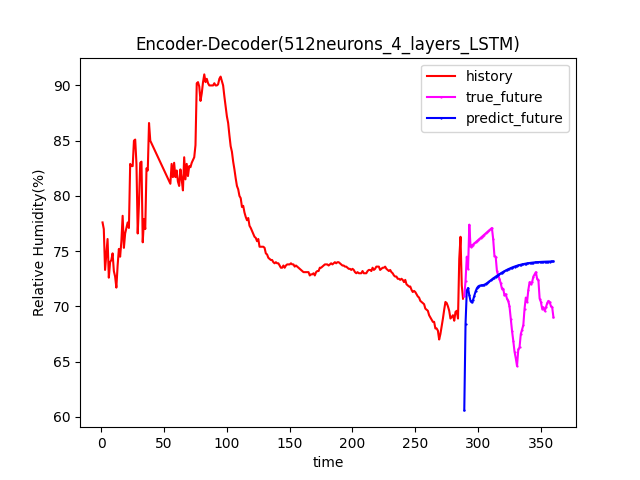 Encoder-Decoder(512neurons_4_layers_LSTM)
history
true_future
predict_future
Relative Humidity(%)
90
85
80
75
70
65
60
0 50 100 150 200 250 300 350
time